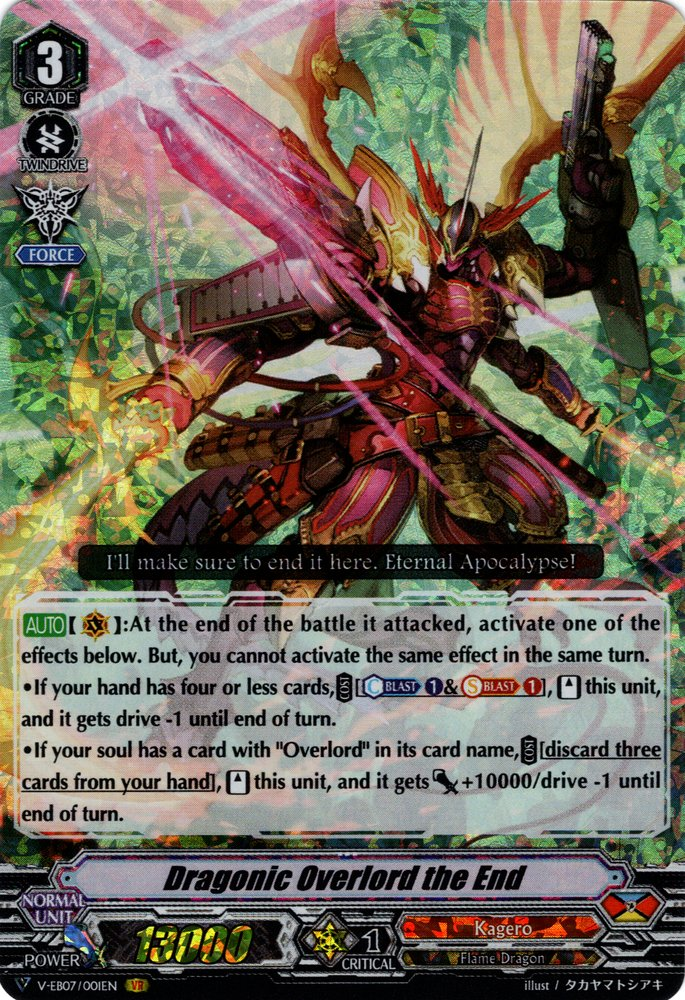 3
GRADE
TWINDRIVE
FORCE
I'll make sure to end it here. Eternal Apocalypse!
AUTO【 】:At the end of the battle it attacked, activate one of the
effects below. But, you cannot activate the same effect in the same turn.
•If your hand has four or less cards, COST [C BLAST 1 & S BLAST 1], this unit,
and it gets drive -1 until end of turn.
•If your soul has a card with "Overlord" in its card name, COST [discard three
cards from your hand], this unit, and it gets +10000/drive -1 until
end of turn.
Dragonic Overlord the End
NORMAL
UNIT
POWER 13000
1
CRITICAL
Kagero
Flame Dragon
V-EB07/001EN VR
illust / タカヤマトシアキ